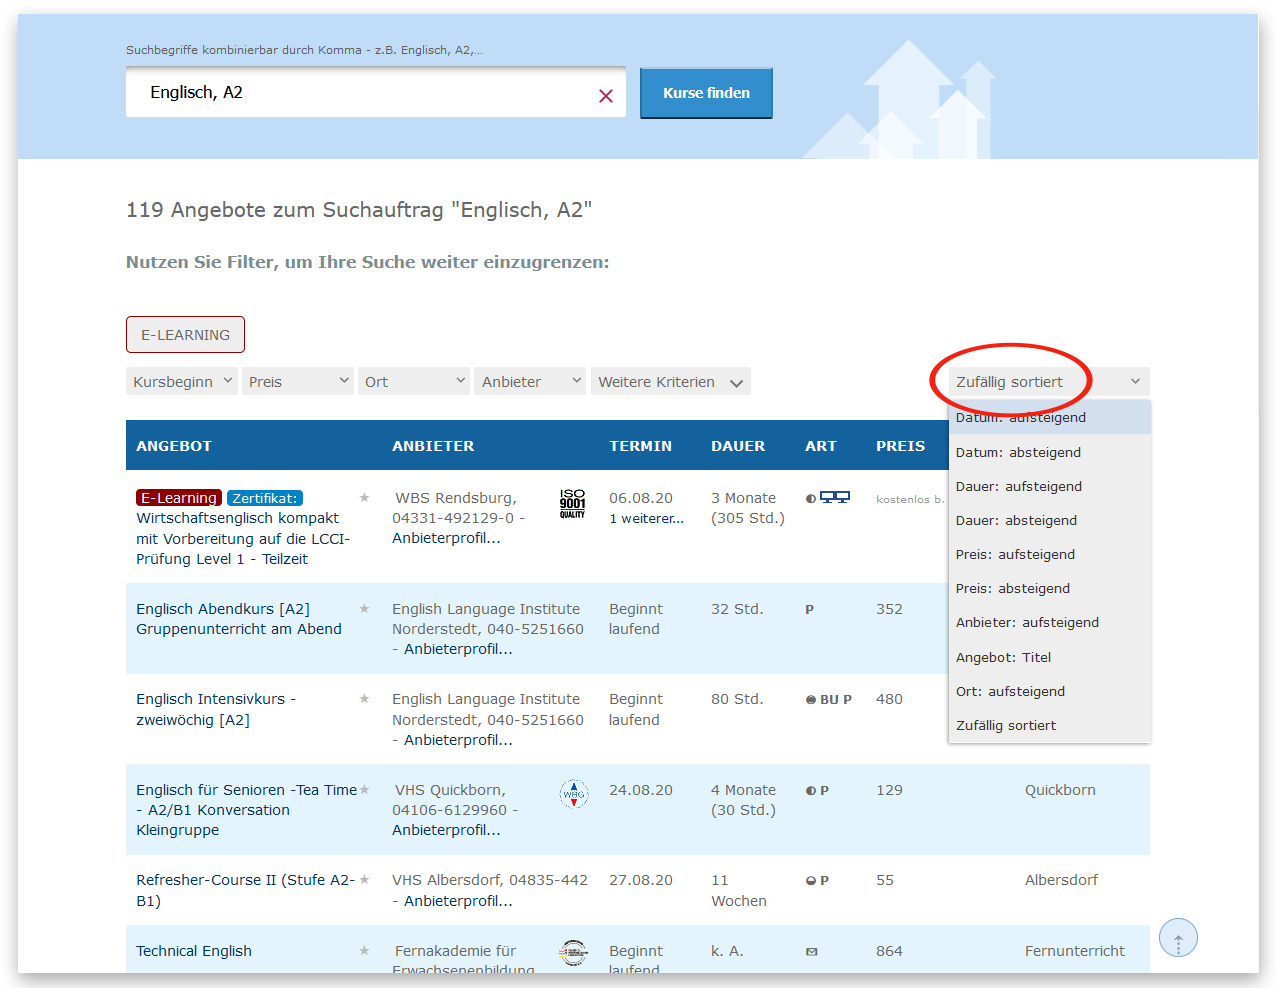 Suchbegriffe kombinierbar durch Komma - z.B. Englisch, A2,...
Englisch, A2
Kurse finden
119 Angebote zum Suchauftrag "Englisch, A2"
Nutzen Sie Filter, um Ihre Suche weiter einzugrenzen:
E-LEARNING
Kursbeginn Preis Ort Anbieter Weitere Kriterien Zufällig sortiert
Datum: aufsteigend
Datum: absteigend
Dauer: aufsteigend
Dauer: absteigend
Preis: aufsteigend
Preis: absteigend
Anbieter: aufsteigend
Angebot: Titel
Ort: aufsteigend
Zufällig sortiert
ANGEBOT ANBIETER TERMIN DAUER ART PREIS
E-Learning Zertifikat:
Wirtschaftsenglisch kompakt
mit Vorbereitung auf die LCCI-
Prüfung Level 1 - Teilzeit
WBS Rendsburg,
04331-492129-0 -
Anbieterprofil...
ISO
9001
QUALITY
06.08.20
1 weiterer...
3 Monate
(305 Std.)
kostenlos b.
Englisch Abendkurs [A2]
Gruppenunterricht am Abend
English Language Institute
Norderstedt, 040-5251660
- Anbieterprofil...
Beginnt
laufend
32 Std.
P
352
Englisch Intensivkurs -
zweiwöchig [A2]
English Language Institute
Norderstedt, 040-5251660
- Anbieterprofil...
Beginnt
laufend
80 Std.
BU P
480
Englisch für Senioren -Tea Time
- A2/B1 Konversation
Kleingruppe
VHS Quickborn,
04106-6129960 -
Anbieterprofil...
WBG
24.08.20
4 Monate
(30 Std.)
P
129
Quickborn
Refresher-Course II (Stufe A2-
B1)
VHS Albersdorf, 04835-442
- Anbieterprofil...
27.08.20
11
Wochen
P
55
Albersdorf
Technical English
Fernakademie für
Erwachsenenbildung
Beginnt
laufend
k. A.
864
Fernunterricht